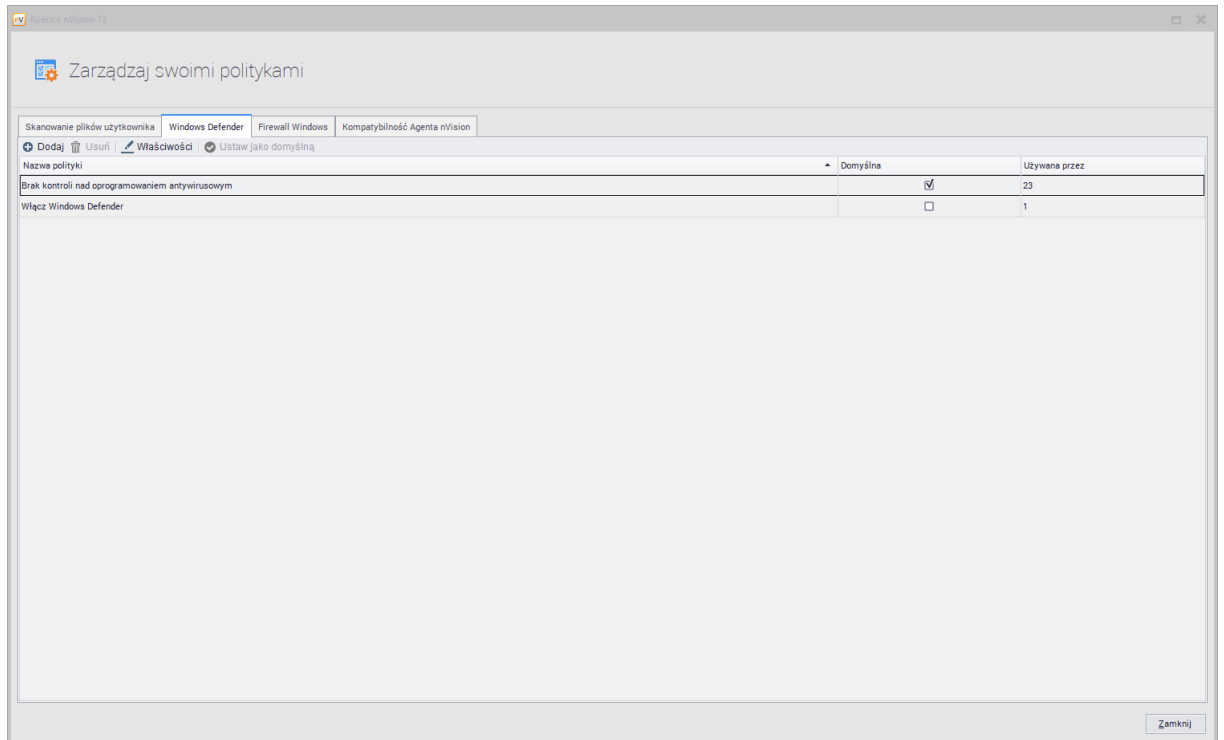 nV Axence nVision 13
Zarządzaj swoimi politykami
Skanowanie plików użytkownika Windows Defender Firewall Windows Kompatybilność Agenta nVision
Dodaj Usuń Właściwości Ustaw jako domyślną
Nazwa polityki Domyślna Używana przez
Brak kontroli nad oprogramowaniem antywirusowym 23
Włącz Windows Defender 1
Zamknij